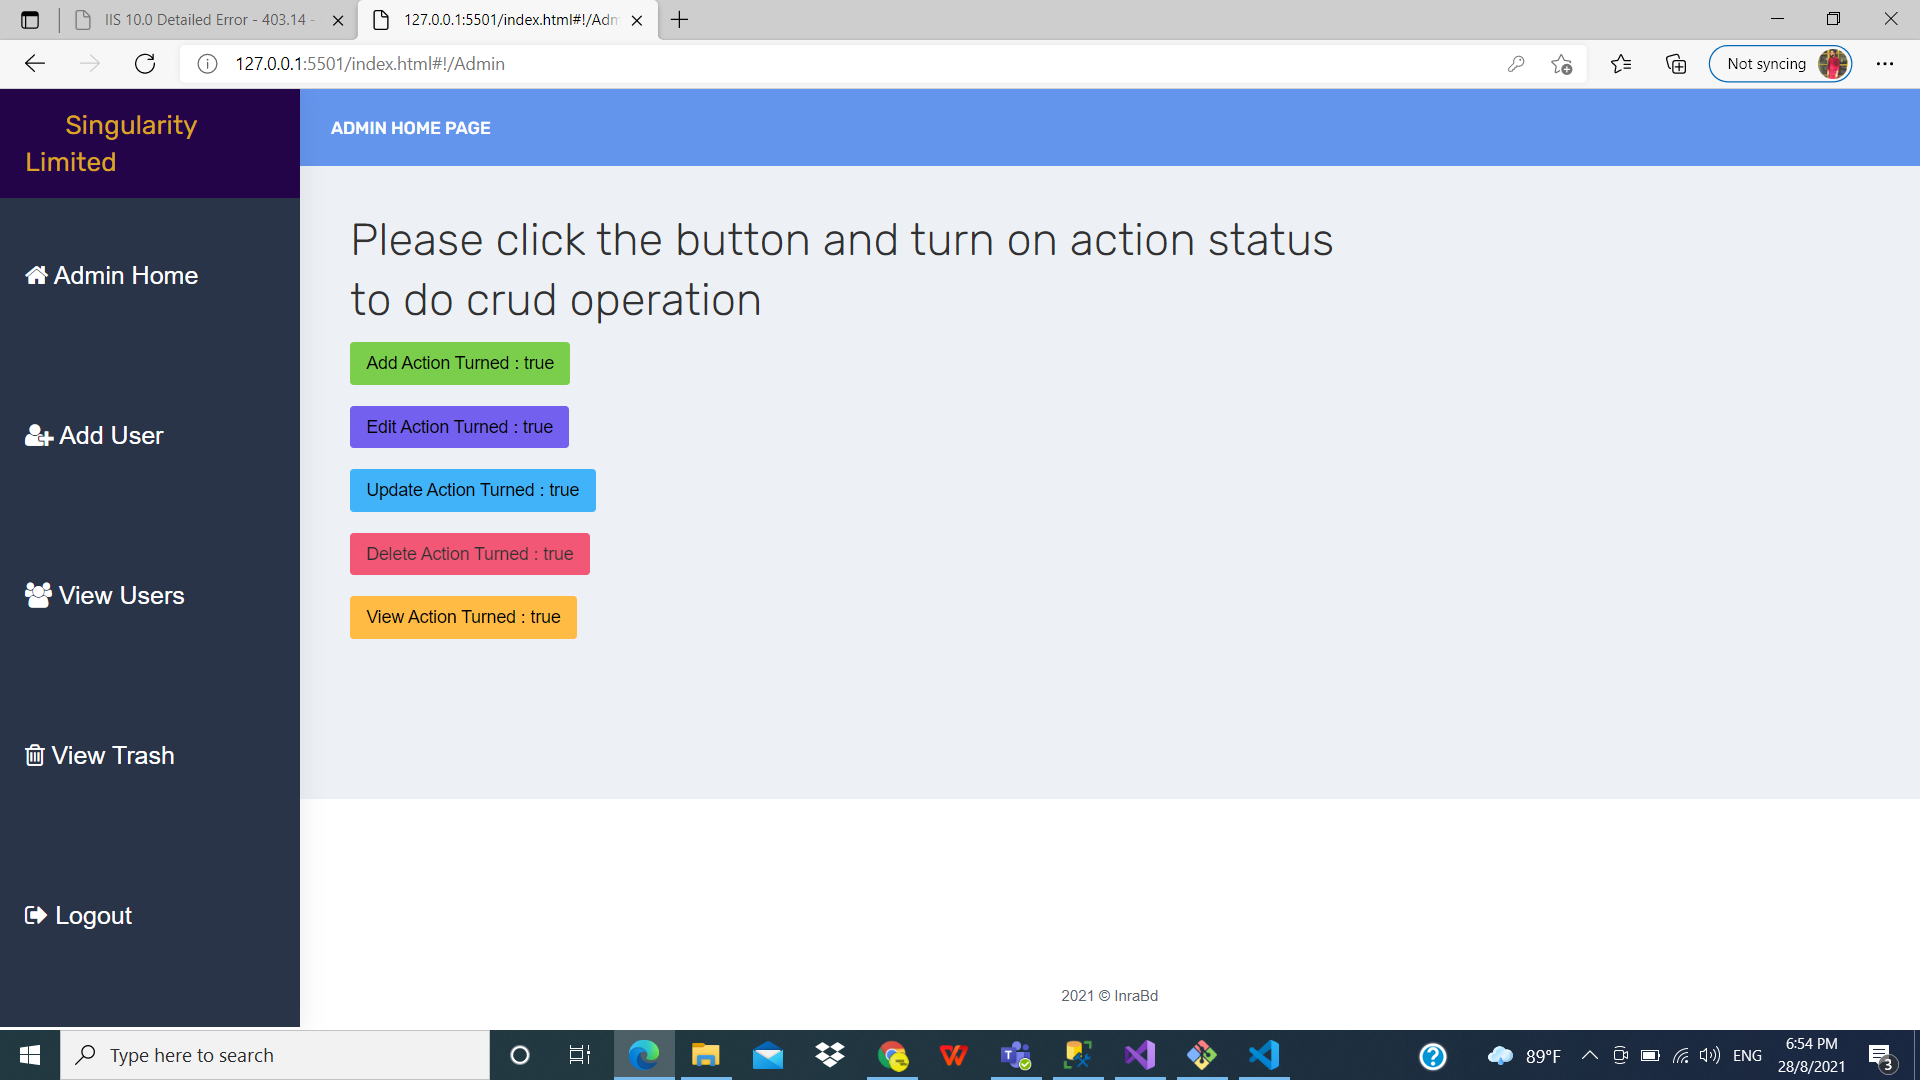 IIS 10.0 Detailed Error - 403.14 -
127.0.0.1:5501/index.html#!/Adm
127.0.0.1:5501/index.html#!/Admin
Not syncing
Singularity
Limited
ADMIN HOME PAGE
Admin Home
Add User
View Users
View Trash
Logout
Please click the button and turn on action status
to do crud operation
Add Action Turned : true
Edit Action Turned : true
Update Action Turned : true
Delete Action Turned : true
View Action Turned : true
2021 © InraBd
Type here to search
89°F
ENG
6:54 PM
28/8/2021
3